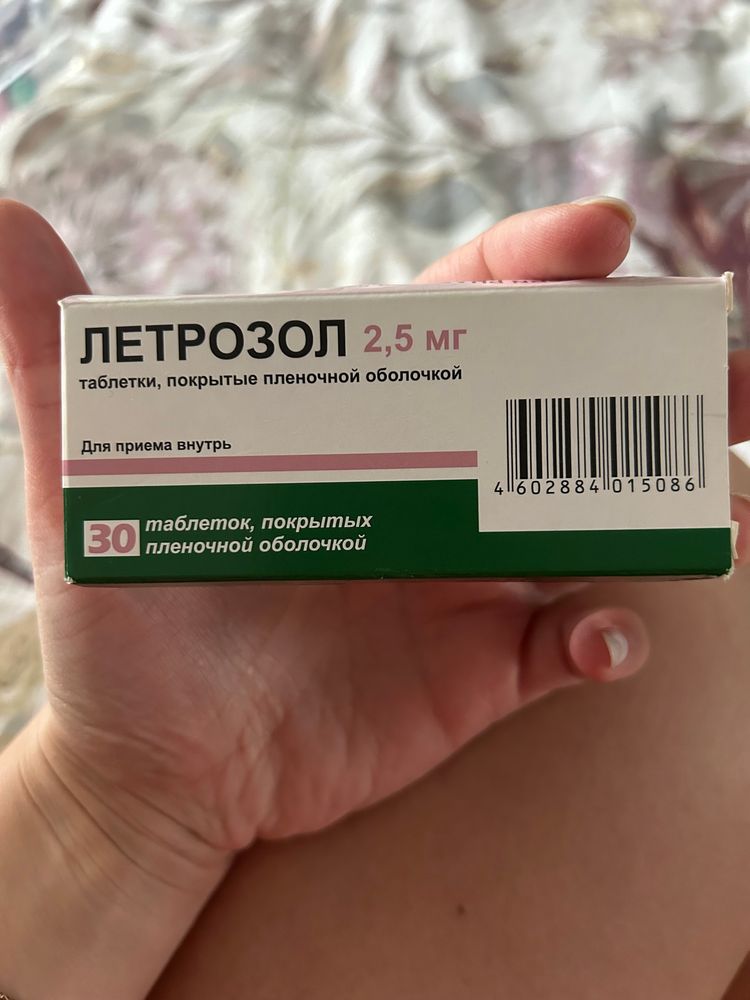 ЛЕТРОЗОЛ 2,5 мг
таблетки, покрытые пленочной оболочкой
Для приема внутрь
4 602884 015086
30 таблеток, покрытых
пленочной оболочкой